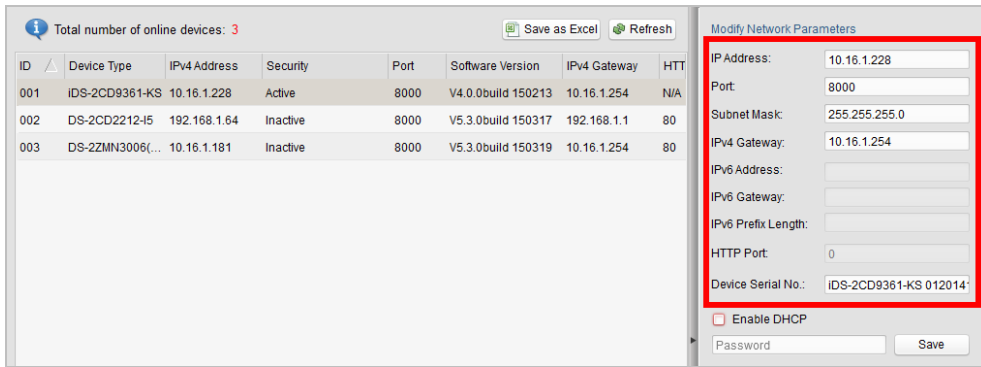 Total number of online devices: 3
Save as Excel
Refresh
ID Device Type IPv4 Address Security Port Software Version IPv4 Gateway HTT
001 iDS-2CD9361-KS 10.16.1.228 Active 8000 V4.0.0build 150213 10.16.1.254 N/A
002 DS-2CD2212-I5 192.168.1.64 Inactive 8000 V5.3.0build 150317 192.168.1.1 80
003 DS-2ZMN3006(... 10.16.1.181 Inactive 8000 V5.3.0build 150319 10.16.1.254 80
Modify Network Parameters
IP Address: 10.16.1.228
Port: 8000
Subnet Mask: 255.255.255.0
IPv4 Gateway: 10.16.1.254
IPv6 Address:
IPv6 Gateway:
IPv6 Prefix Length:
HTTP Port: 0
Device Serial No.: iDS-2CD9361-KS 012014
Enable DHCP
Password Save